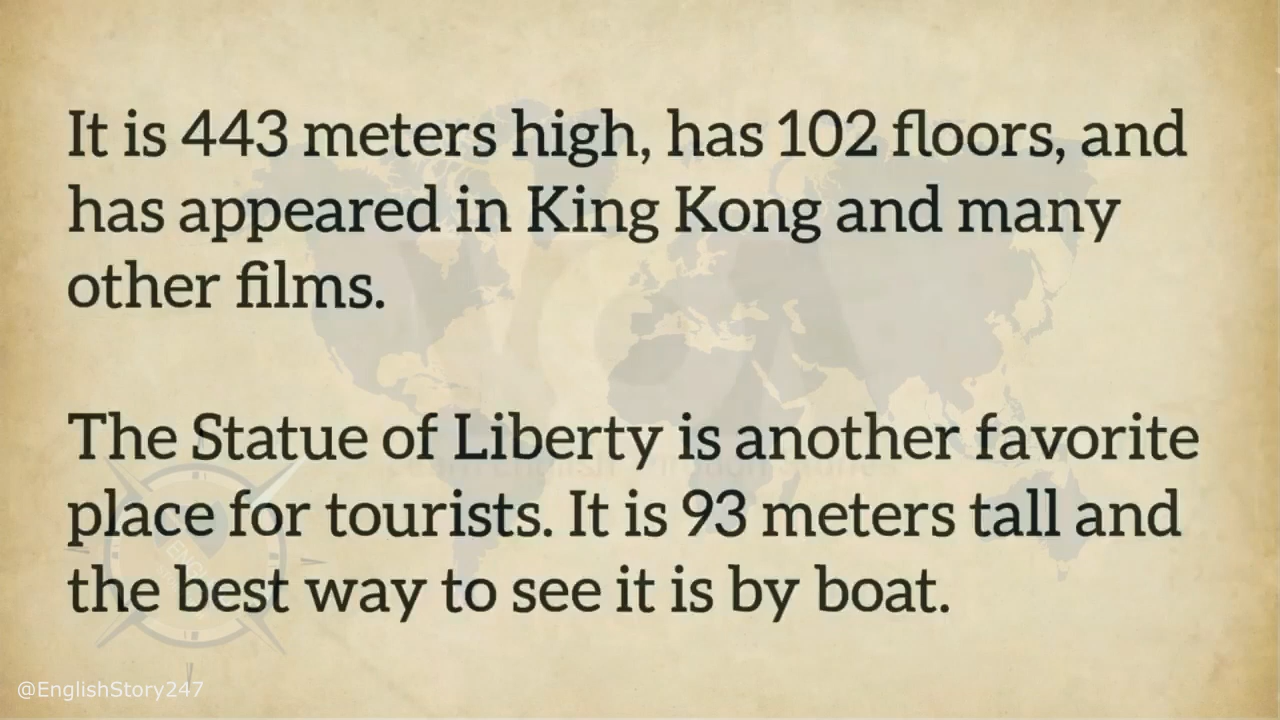 It is 443 meters high, has 102 floors, and
has appeared in King Kong and many
other films.
The Statue of Liberty is another favorite
place for tourists. It is 93 meters tall and
the best way to see it is by boat.
@EnglishStory247